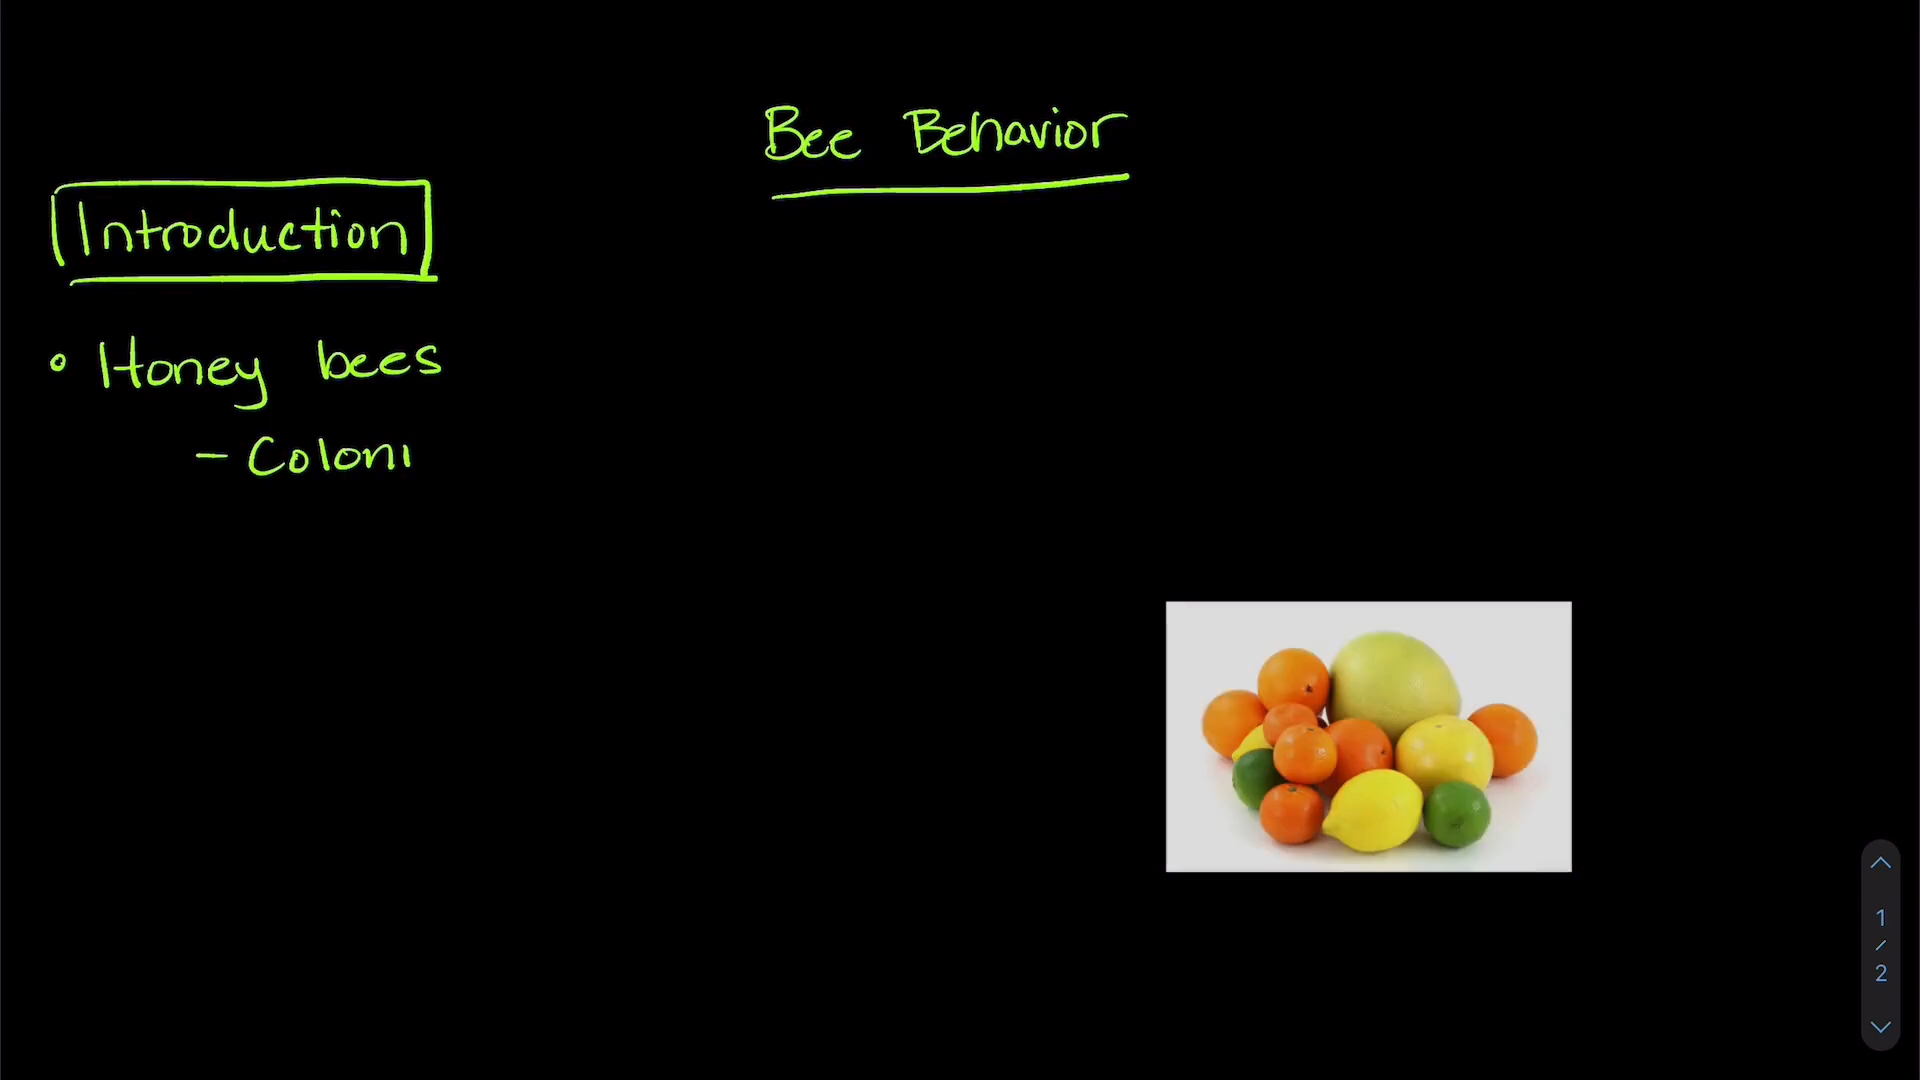 Bee Behavior
Introduction
• Honey bees
– Coloni
1
/
2